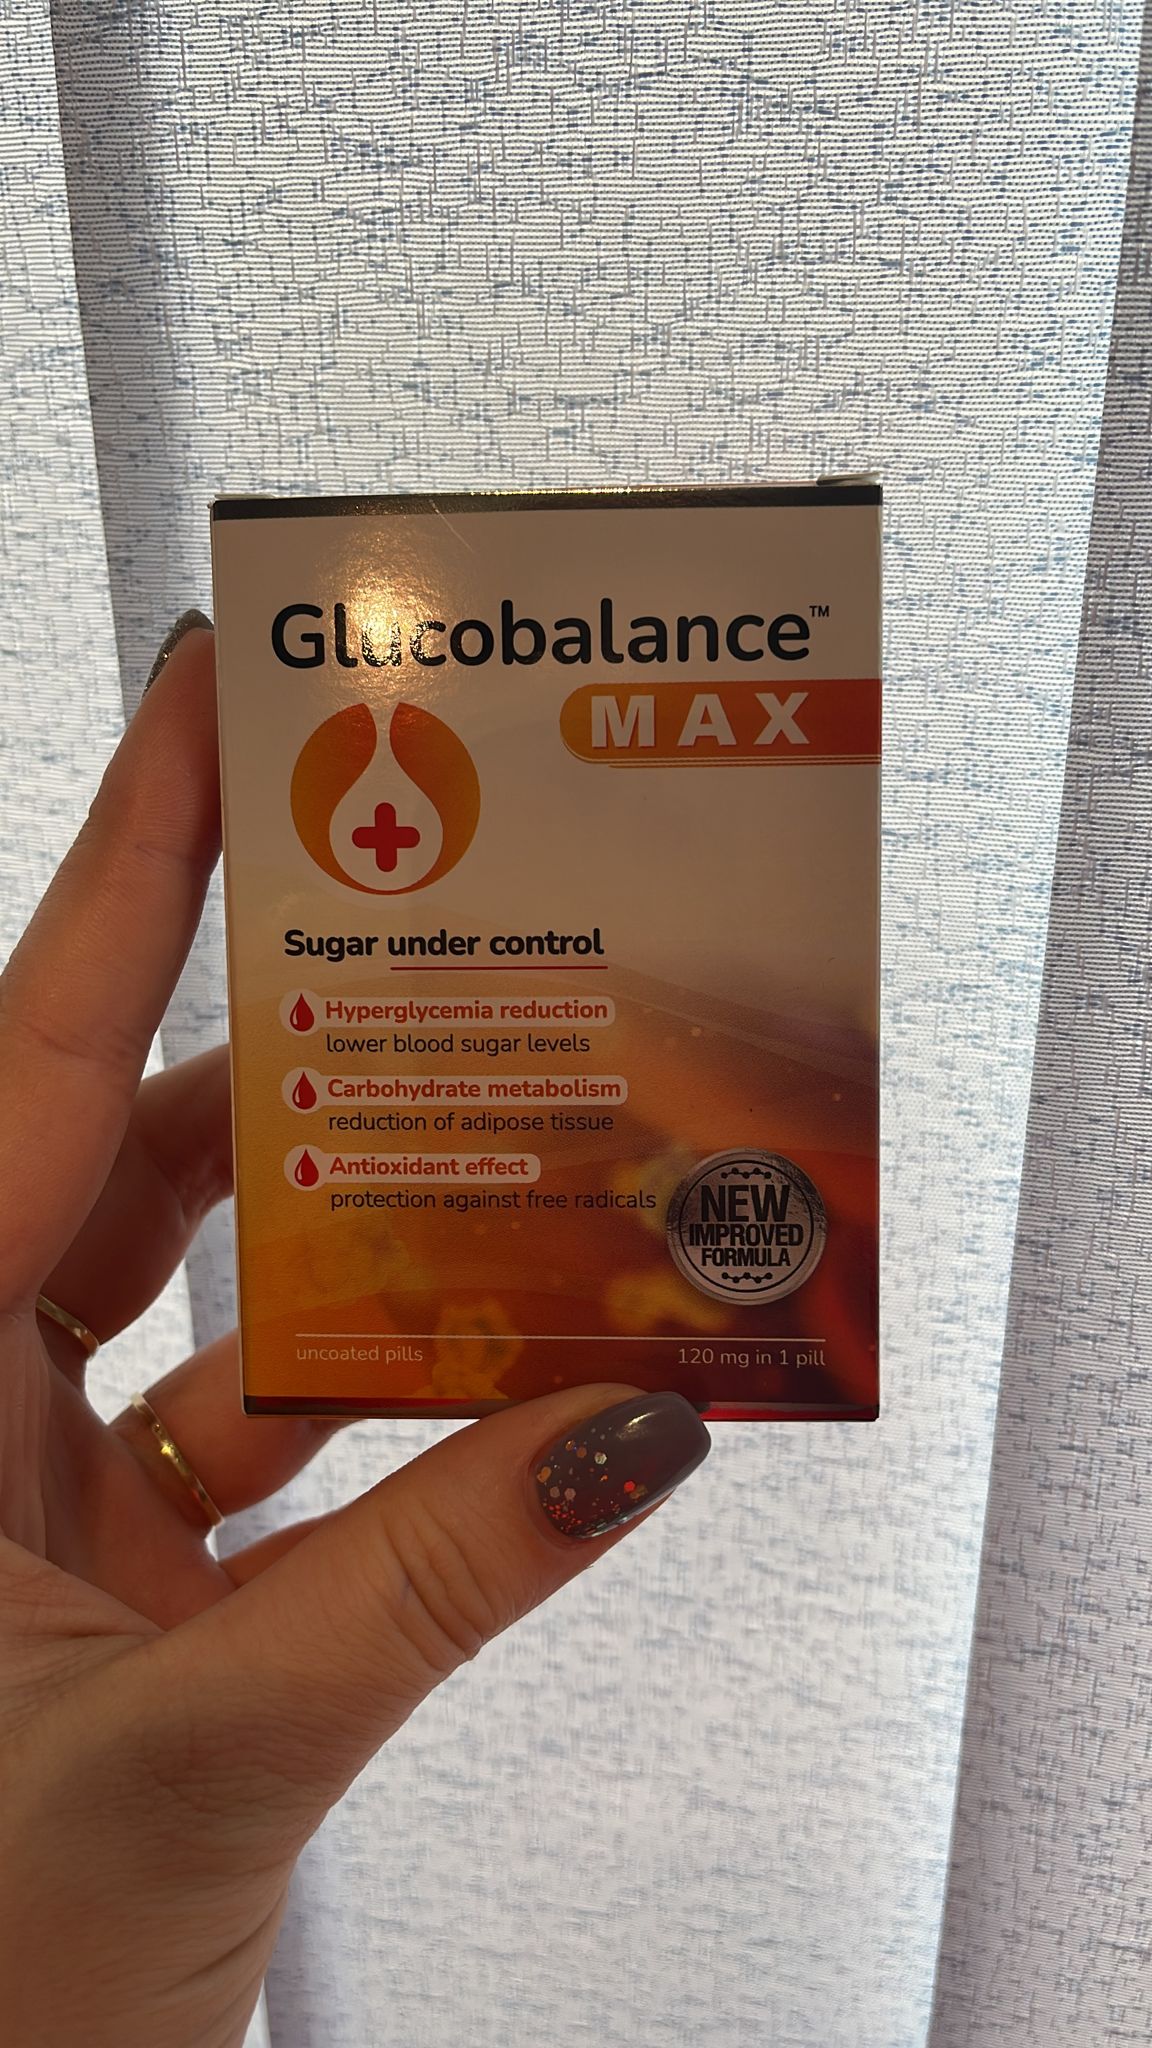 Glucobalance™
MAX
Sugar under control
Hyperglycemia reduction
lower blood sugar levels
Carbohydrate metabolism
reduction of adipose tissue
Antioxidant effect
protection against free radicals
NEW
IMPROVED
FORMULA
uncoated pills
120 mg in 1 pill